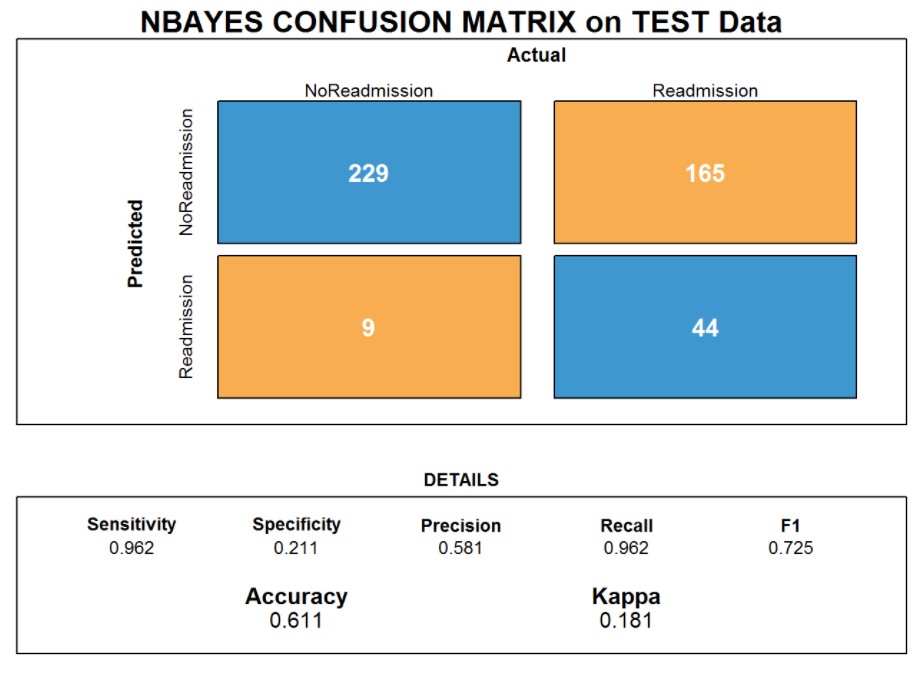 NBAYES CONFUSION MATRIX on TEST Data
Actual
NoReadmission Readmission
Predicted
NoReadmission
229 165
Readmission
9 44
DETAILS
Sensitivity Specificity Precision Recall F1
0.962 0.211 0.581 0.962 0.725
Accuracy Kappa
0.611 0.181